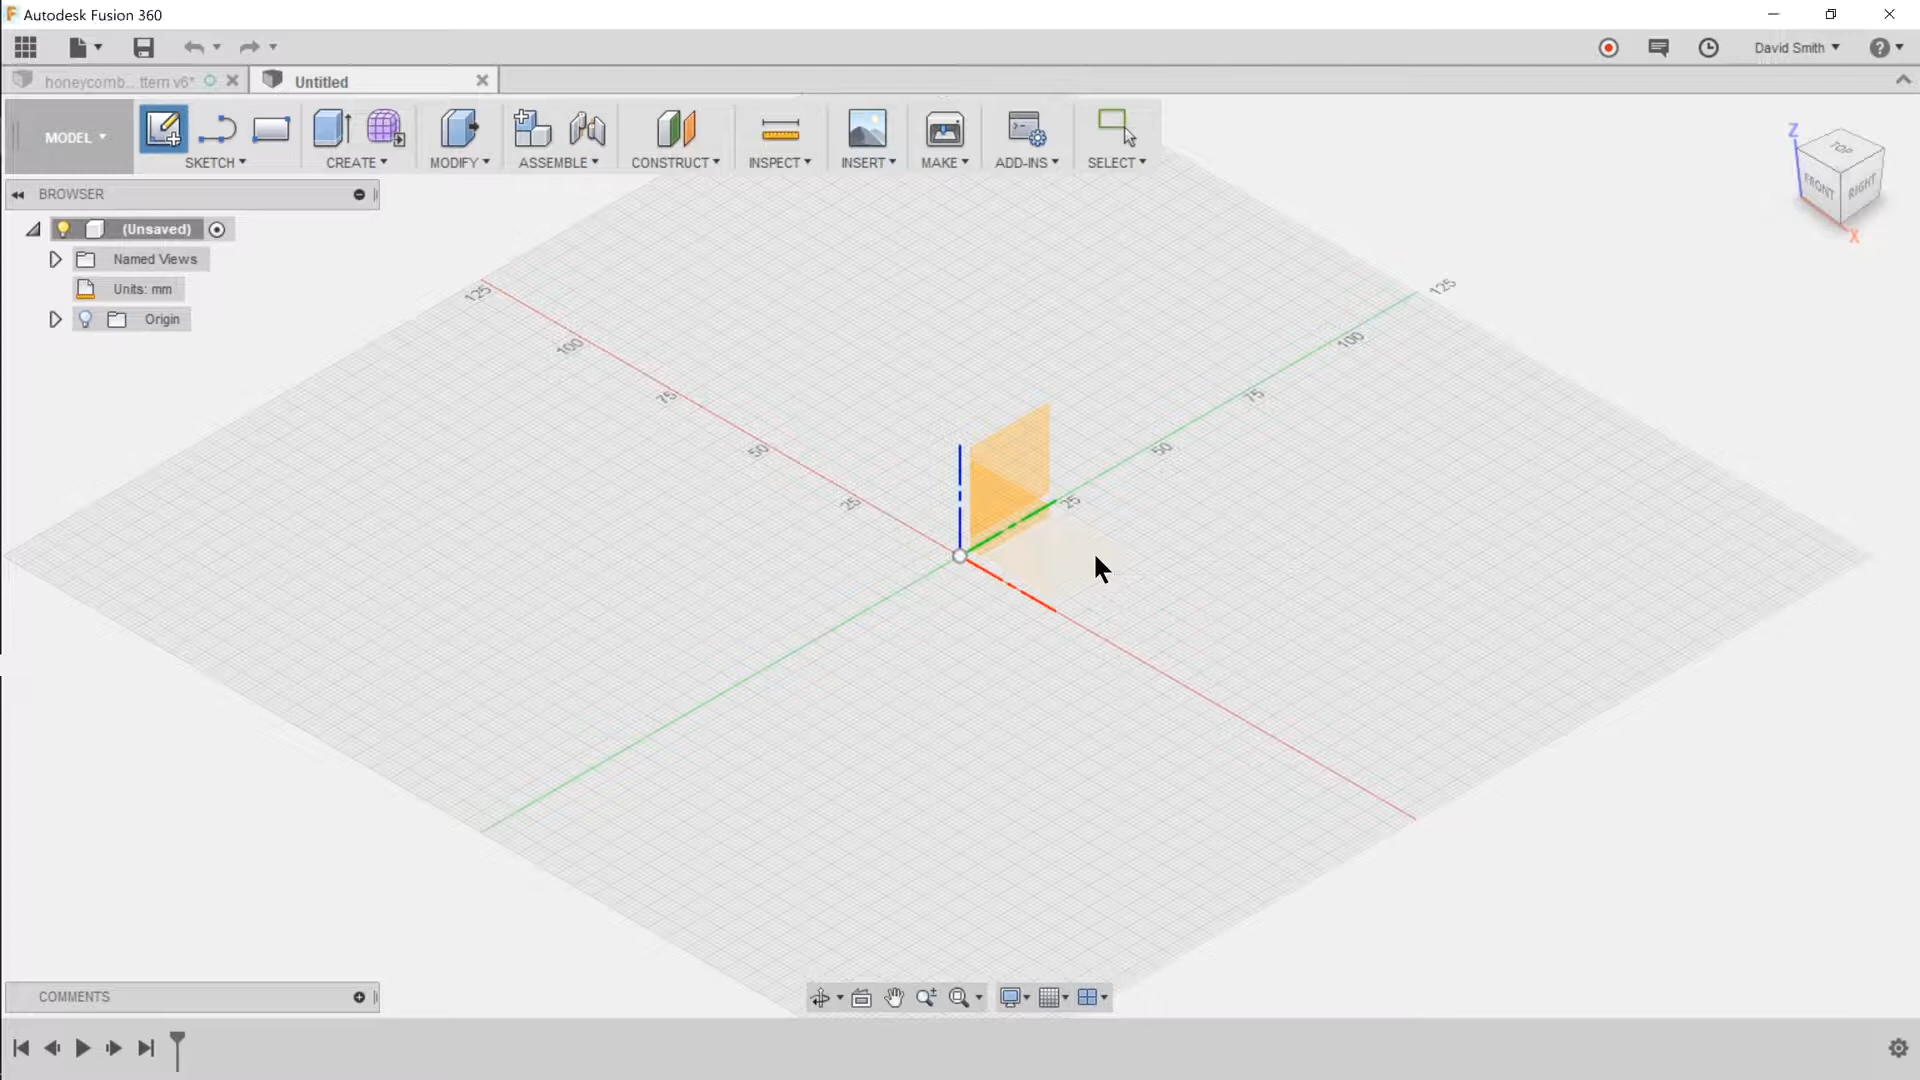 Autodesk Fusion 360
David Smith
honeycomb... ttern v6*
Untitled
MODEL
SKETCH
CREATE
MODIFY
ASSEMBLE
CONSTRUCT
INSPECT
INSERT
MAKE
ADD-INS
SELECT
BROWSER
(Unsaved)
Named Views
Units: mm
Origin
Z
TOP
FRONT
RIGHT
X
125
100
75
50
25
125
100
75
50
25
COMMENTS